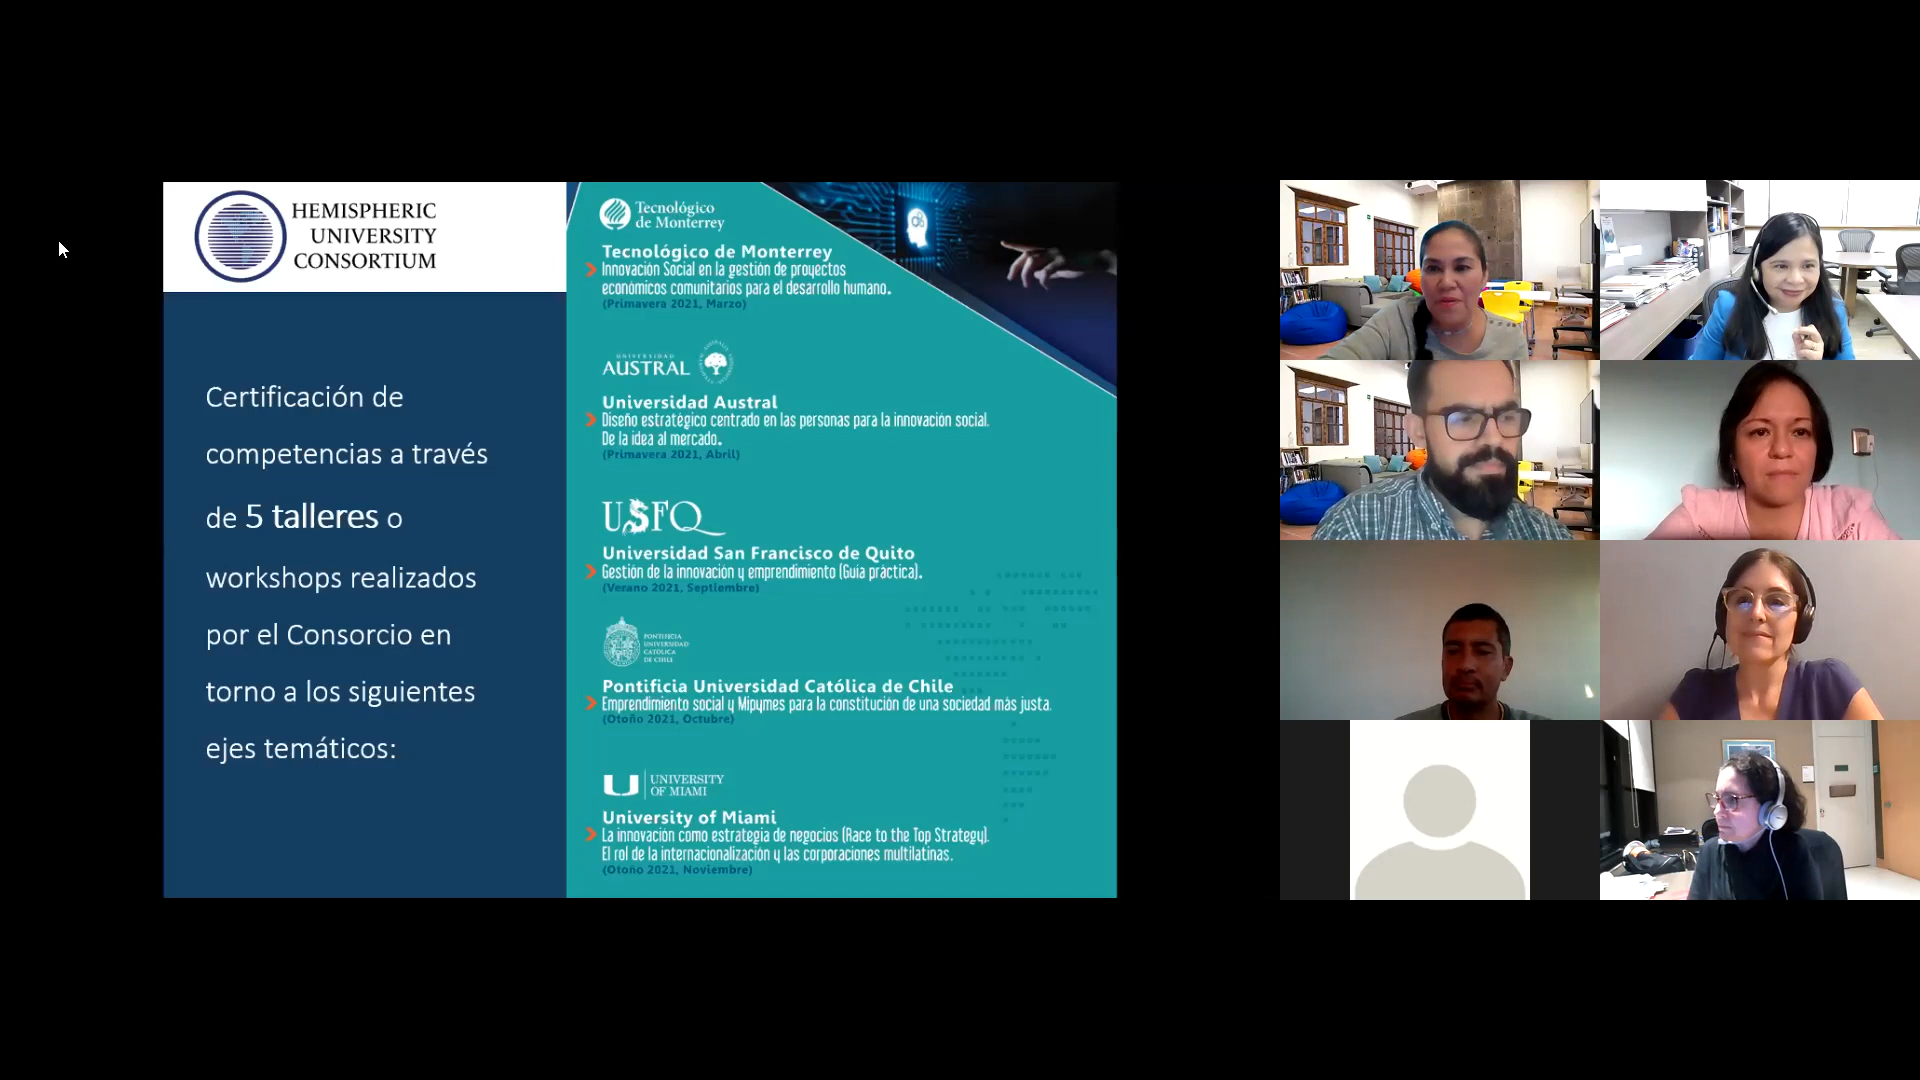 HEMISPHERIC
UNIVERSITY
CONSORTIUM
Certificación de
competencias a través
de 5 talleres o
workshops realizados
por el Consorcio en
torno a los siguientes
ejes temáticos:
Tecnológico
de Monterrey
Tecnológico de Monterrey
Innovación Social en la gestión de proyectos
económicos comunitarios para el desarrollo humano.
(Primavera 2021, Marzo)
UNIVERSIDAD
AUSTRAL
Universidad Austral
Diseño estratégico centrado en las personas para la innovación social.
De la idea al mercado.
(Primavera 2021, Abril)
USFQ
Universidad San Francisco de Quito
Gestión de la innovación y emprendimiento (Guía práctica).
(Verano 2021, Septiembre)
PONTIFICIA
UNIVERSIDAD
CATÓLICA
DE CHILE
Pontificia Universidad Católica de Chile
Emprendimiento social y Mipymes para la constitución de una sociedad más justa.
(Otoño 2021, Octubre)
UNIVERSITY
OF MIAMI
University of Miami
La innovación como estrategia de negocios (Race to the Top Strategy).
El rol de la internacionalización y las corporaciones multilatinas.
(Otoño 2021, Noviembre)